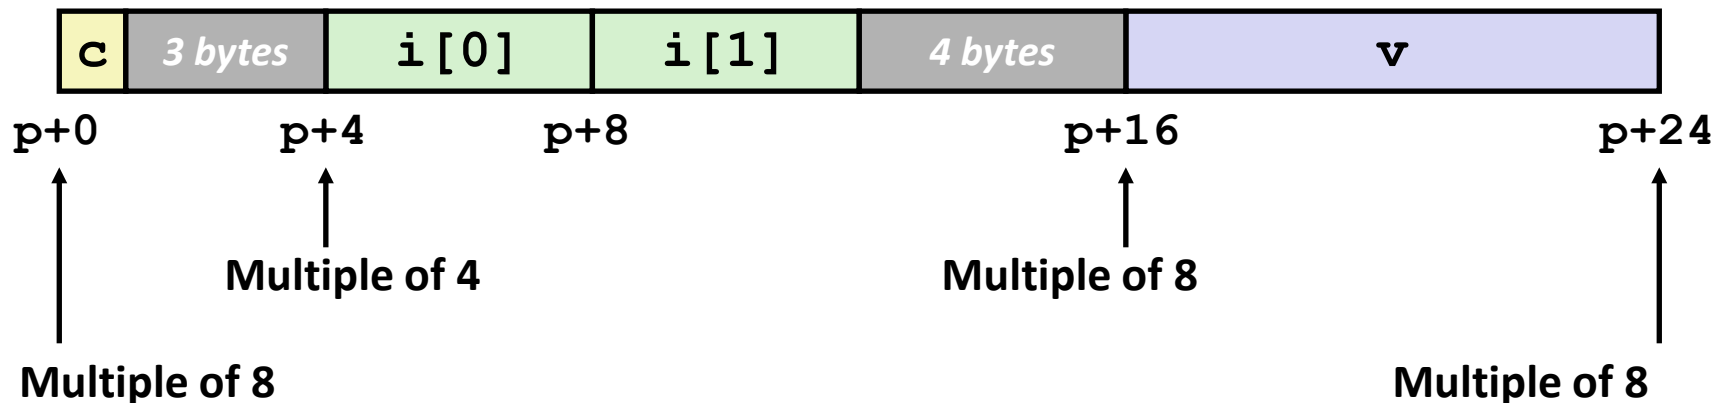 c 3 bytes i[0] i[1] 4 bytes v
p+0 p+4 p+8 p+16 p+24
Multiple of 4 Multiple of 8
Multiple of 8 Multiple of 8